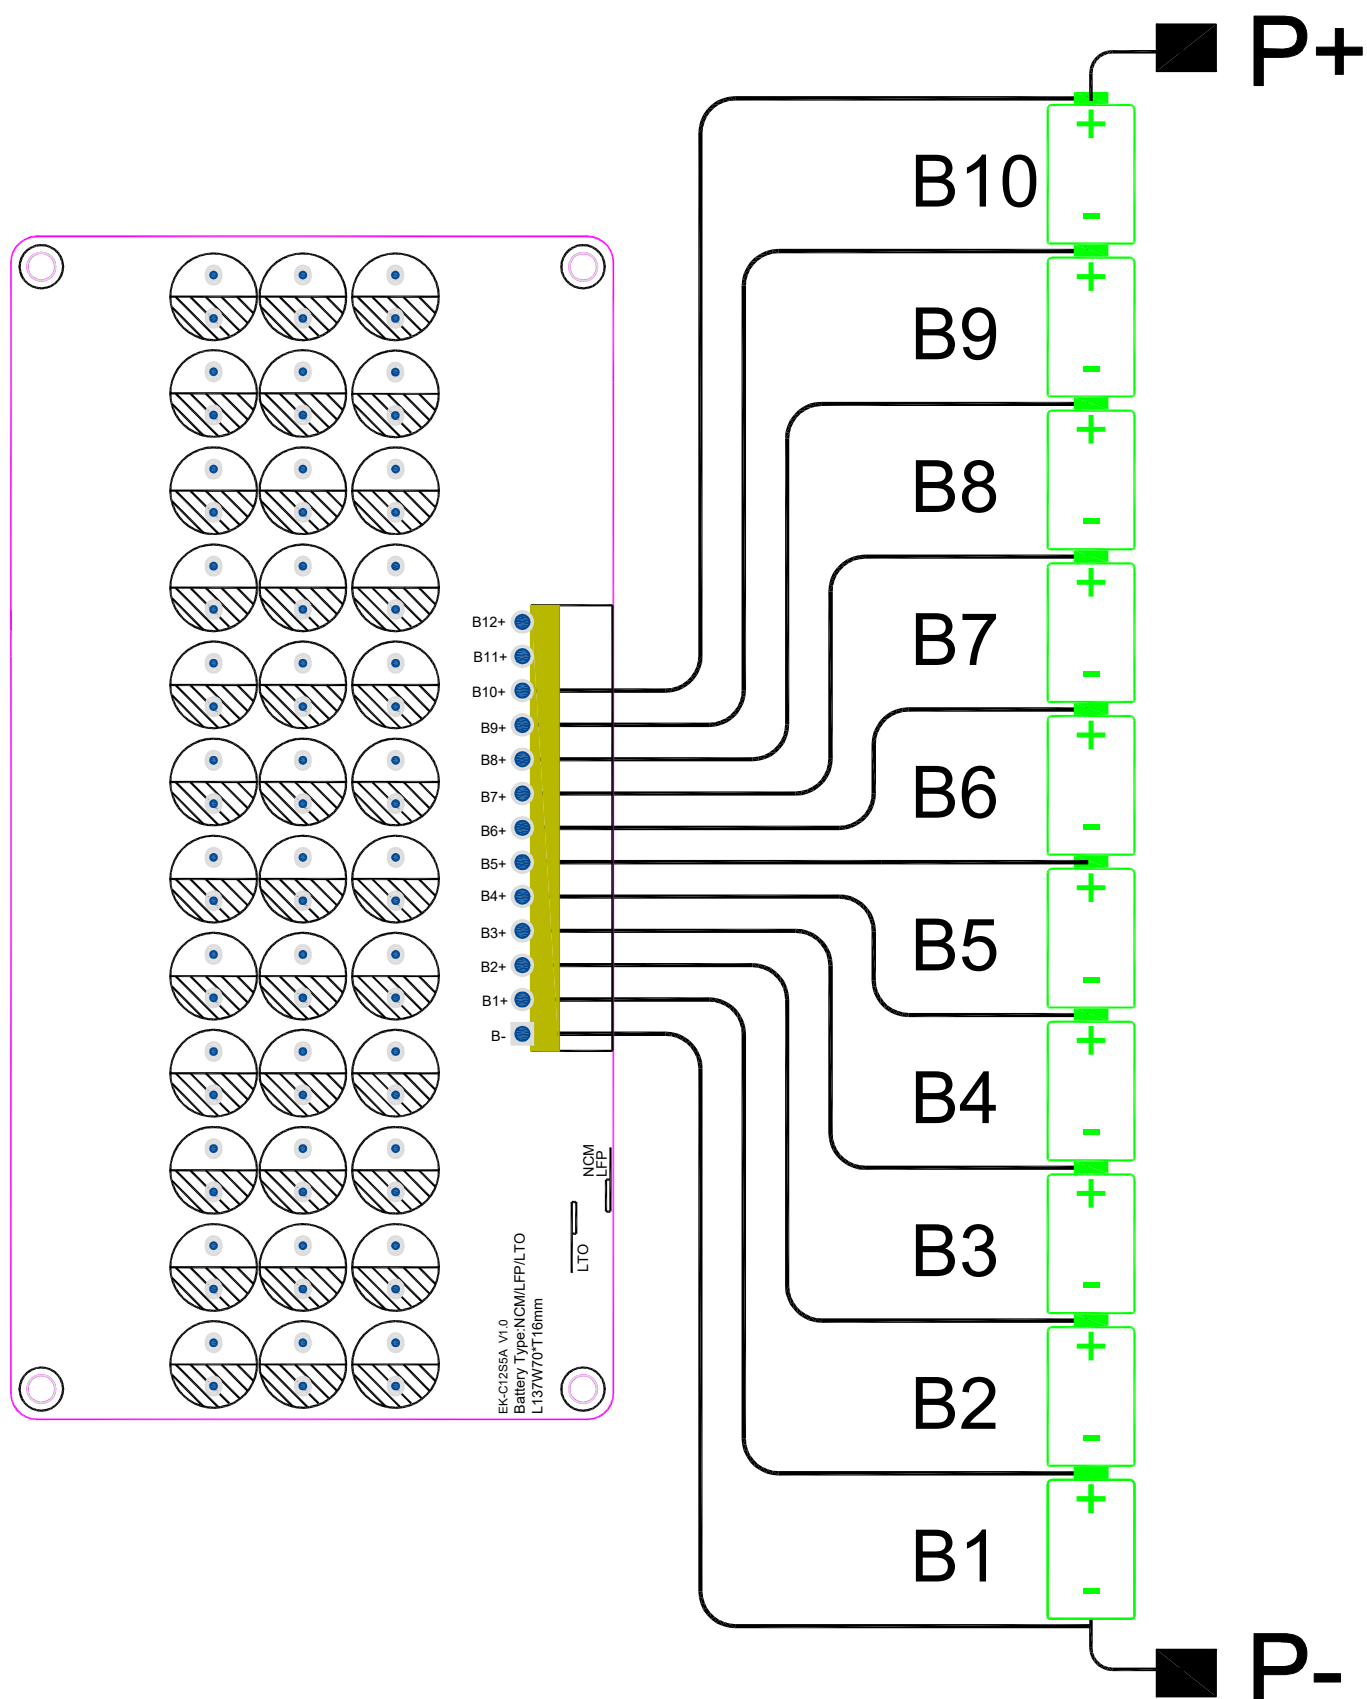 P+
B10
B9
B8
B7
B6
B5
B4
B3
B2
B1
P-
B12+
B11+
B10+
B9+
B8+
B7+
B6+
B5+
B4+
B3+
B2+
B1+
B-
NCM
LFP
LTO
EK-C12S5A V1.0
Battery Type:NCM/LFP/LTO
L137W70*T16mm
+
-
+
-
+
-
+
-
+
-
+
-
+
-
+
-
+
-
+
-